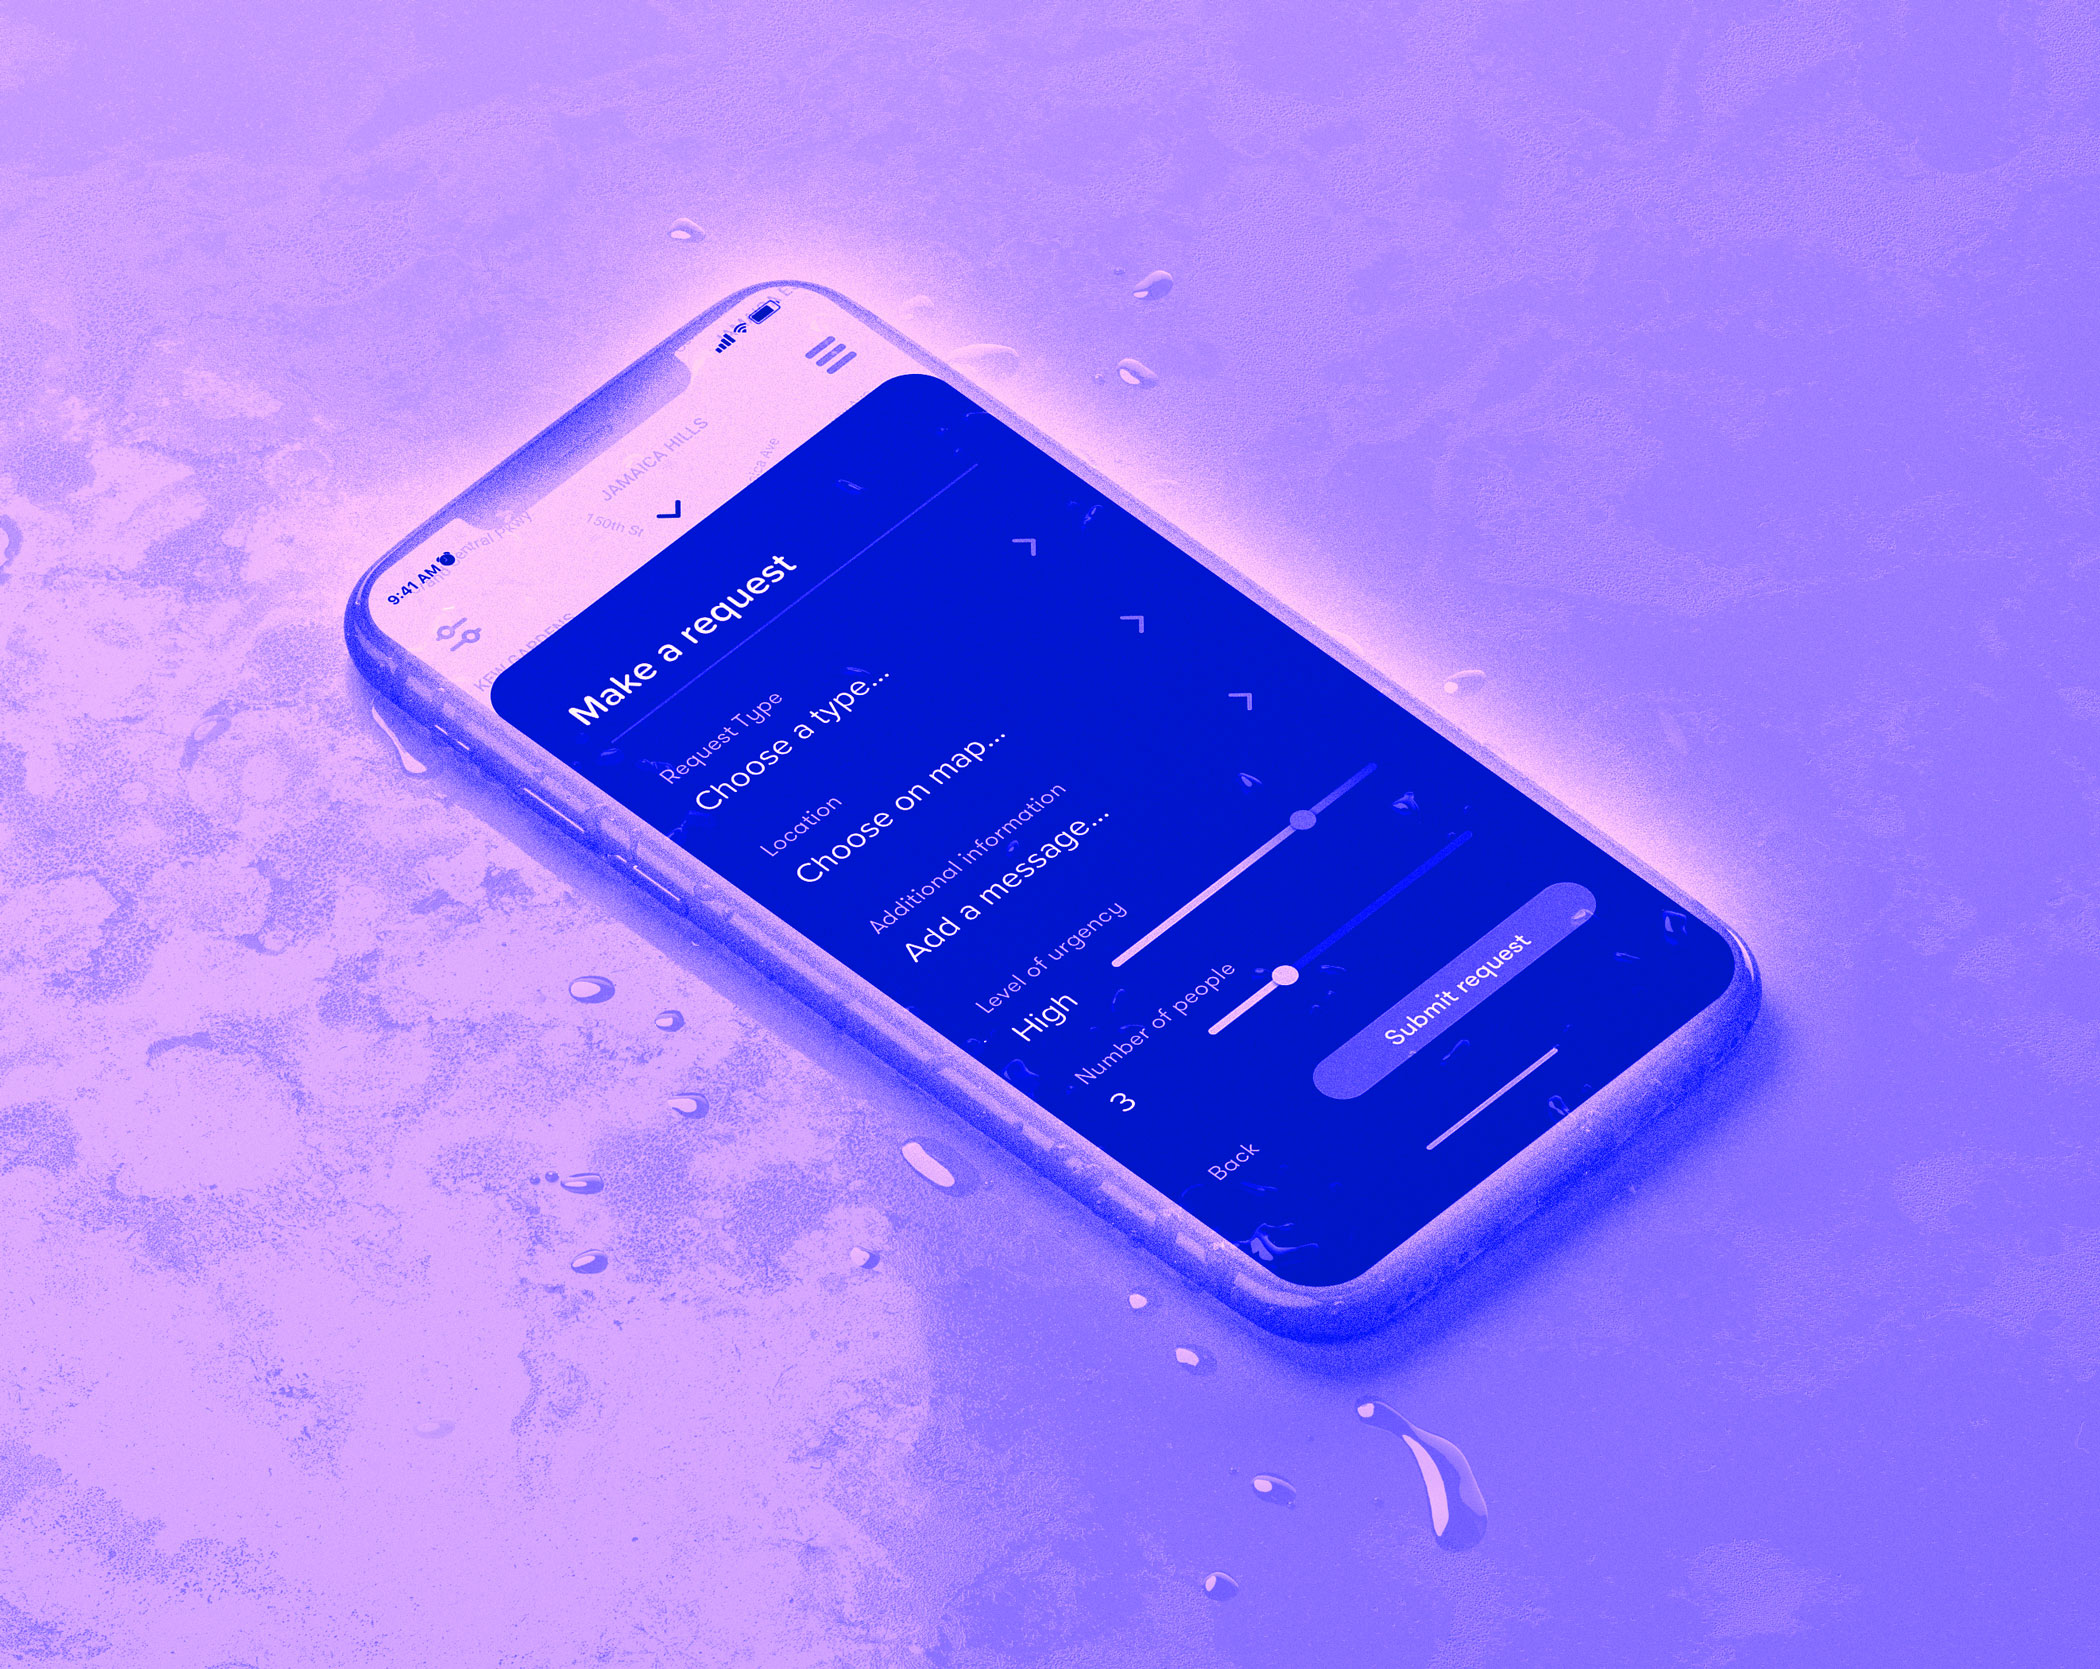 9:41 AM
JAMAICA HILLS
150th St
KEW GARDENS
Make a request
Request Type
Choose a type...
Location
Choose on map...
Additional information
Add a message...
Level of urgency
High
Number of people
3
Submit request
Back